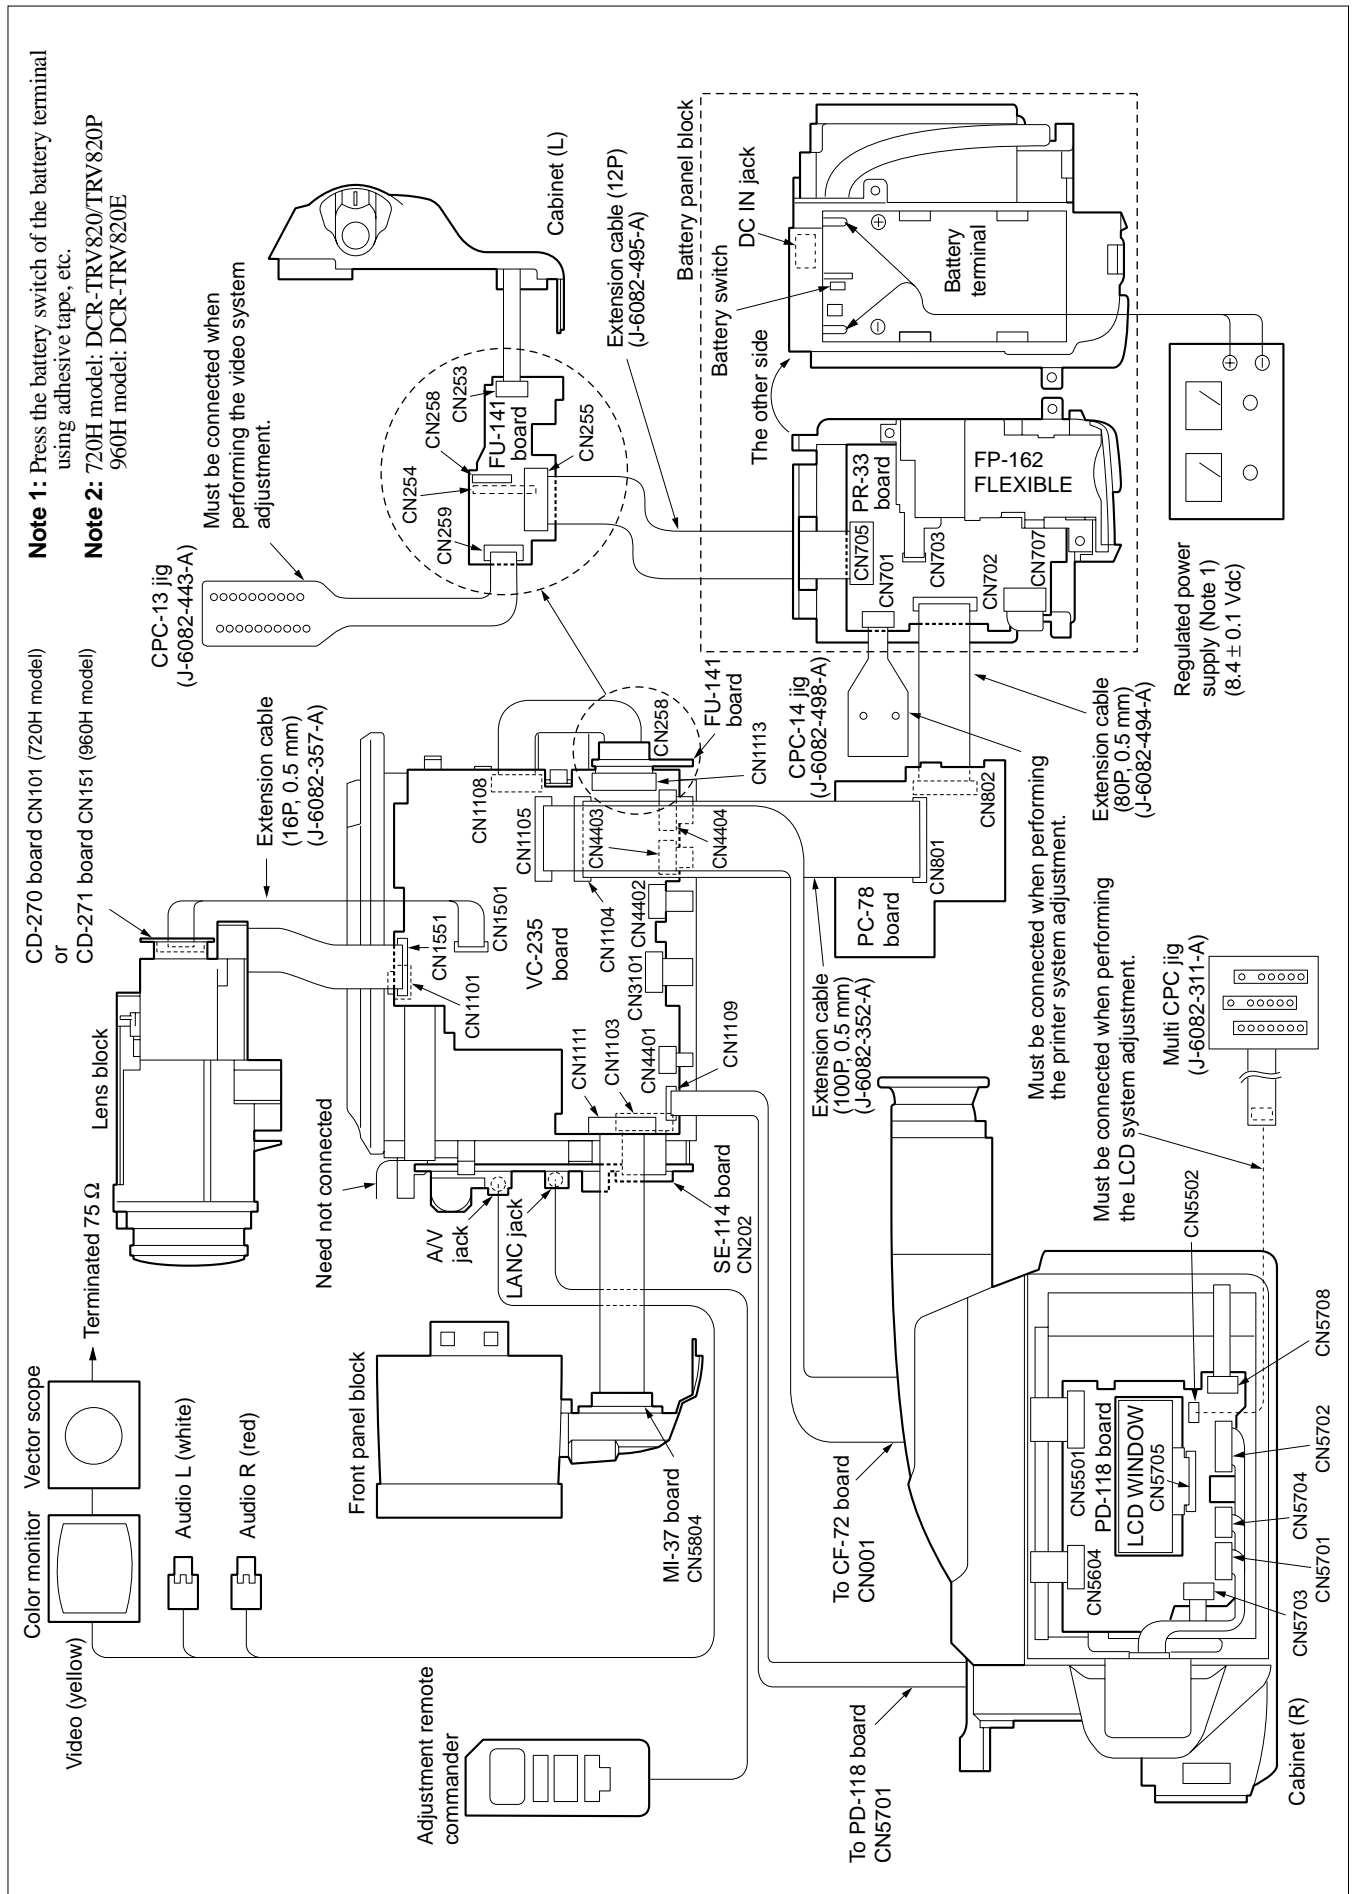 Note 1: Press the battery switch of the battery terminal
using adhesive tape, etc.
Note 2: 720H model: DCR-TRV820/TRV820P
960H model: DCR-TRV820E
Color monitor
Vector scope
Terminated 75 Ω
Video (yellow)
Audio L (white)
Audio R (red)
Adjustment remote
commander
Lens block
CD-270 board CN101 (720H model)
or
CD-271 board CN151 (960H model)
Extension cable
(16P, 0.5 mm)
(J-6082-357-A)
CPC-13 jig
(J-6082-443-A)
Must be connected when
performing the video system
adjustment.
Cabinet (L)
CN259
CN254
CN258
CN253
FU-141
board
CN255
Extension cable (12P)
(J-6082-495-A)
Need not connected
A/V
jack
LANC jack
SE-114 board
CN202
Front panel block
MI-37 board
CN5804
CN1101
CN1551
CN1501
VC-235
board
CN1108
CN1105
CN4403
CN1104
CN4404
CN4402
CN3101
CN1111
CN1103
CN4401
CN1109
CN258
FU-141
board
CN1113
Extension cable
(100P, 0.5 mm)
(J-6082-352-A)
PC-78
board
CN801
CN802
CPC-14 jig
(J-6082-498-A)
Must be connected when performing
the printer system adjustment.
Extension cable
(80P, 0.5 mm)
(J-6082-494-A)
Battery panel block
Battery switch
DC IN jack
Battery
terminal
The other side
PR-33
board
FP-162
FLEXIBLE
CN705
CN701
CN703
CN702
CN707
Regulated power
supply (Note 1)
(8.4 ± 0.1 Vdc)
To CF-72 board
CN001
To PD-118 board
CN5701
Must be connected when performing
the LCD system adjustment.
Multi CPC jig
(J-6082-311-A)
CN5502
CN5604
CN5501
PD-118 board
LCD WINDOW
CN5705
CN5703
CN5701
CN5704
CN5702
CN5708
Cabinet (R)